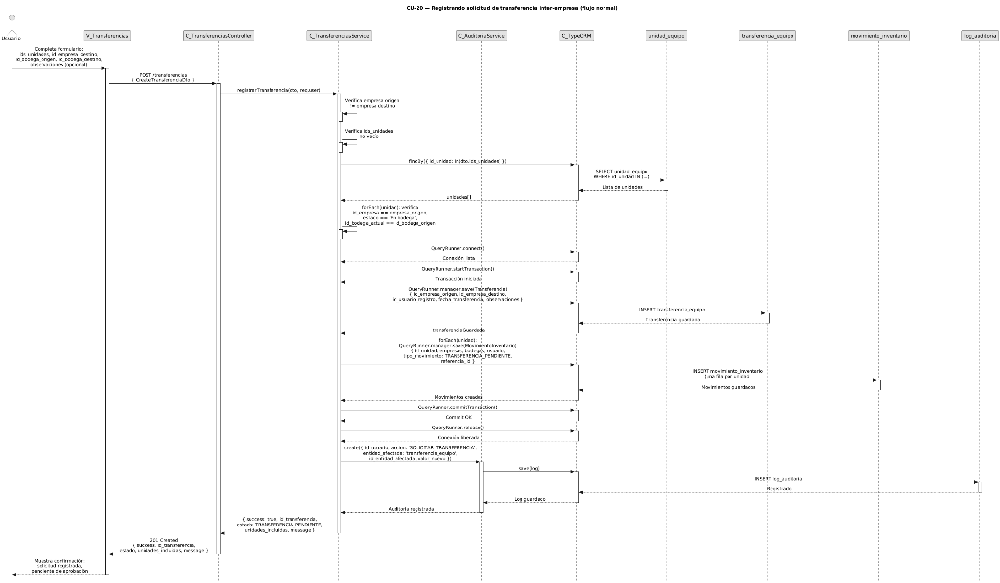 CU-20 — Registrando solicitud de transferencia inter-empresa (flujo normal)
Usuario
V_Transferencias
C_TransferenciasController
C_TransferenciasService
C_AuditoriaService
C_TypeORM
unidad_equipo
transferencia_equipo
movimiento_inventario
log_auditoria
Completa formulario:
ids_unidades, id_empresa_destino,
id_bodega_origen, id_bodega_destino,
observaciones (opcional)
POST /transferencias
{ CreateTransferenciaDto }
registrarTransferencia(dto, req.user)
Verifica empresa origen
!= empresa destino
Verifica ids_unidades
no vacío
findBy({ id_unidad: In(dto.ids_unidades) })
SELECT unidad_equipo
WHERE id_unidad IN (...)
Lista de unidades
unidades[]
forEach(unidad): verifica
id_empresa == empresa_origen,
estado == 'En bodega',
id_bodega_actual == id_bodega_origen
QueryRunner.connect()
Conexión lista
QueryRunner.startTransaction()
Transacción iniciada
QueryRunner.manager.save(Transferencia)
{ id_empresa_origen, id_empresa_destino,
id_usuario_registro, fecha_transferencia, observaciones }
INSERT transferencia_equipo
Transferencia guardada
transferenciaGuardada
forEach(unidad):
QueryRunner.manager.save(MovimientoInventario)
{ id_unidad, empresas, bodegas, usuario,
tipo_movimiento: TRANSFERENCIA_PENDIENTE,
referencia_id }
INSERT movimiento_inventario
(una fila por unidad)
Movimientos guardados
Movimientos creados
QueryRunner.commitTransaction()
Commit OK
QueryRunner.release()
Conexión liberada
create({ id_usuario, accion: 'SOLICITAR_TRANSFERENCIA',
entidad_afectada: 'transferencia_equipo',
id_entidad_afectada, valor_nuevo })
save(log)
INSERT log_auditoria
Registrado
Log guardado
Auditoría registrada
{ success: true, id_transferencia,
estado: TRANSFERENCIA_PENDIENTE,
unidades_incluidas, message }
201 Created
{ success, id_transferencia,
estado, unidades_incluidas, message }
Muestra confirmación:
solicitud registrada,
pendiente de aprobación